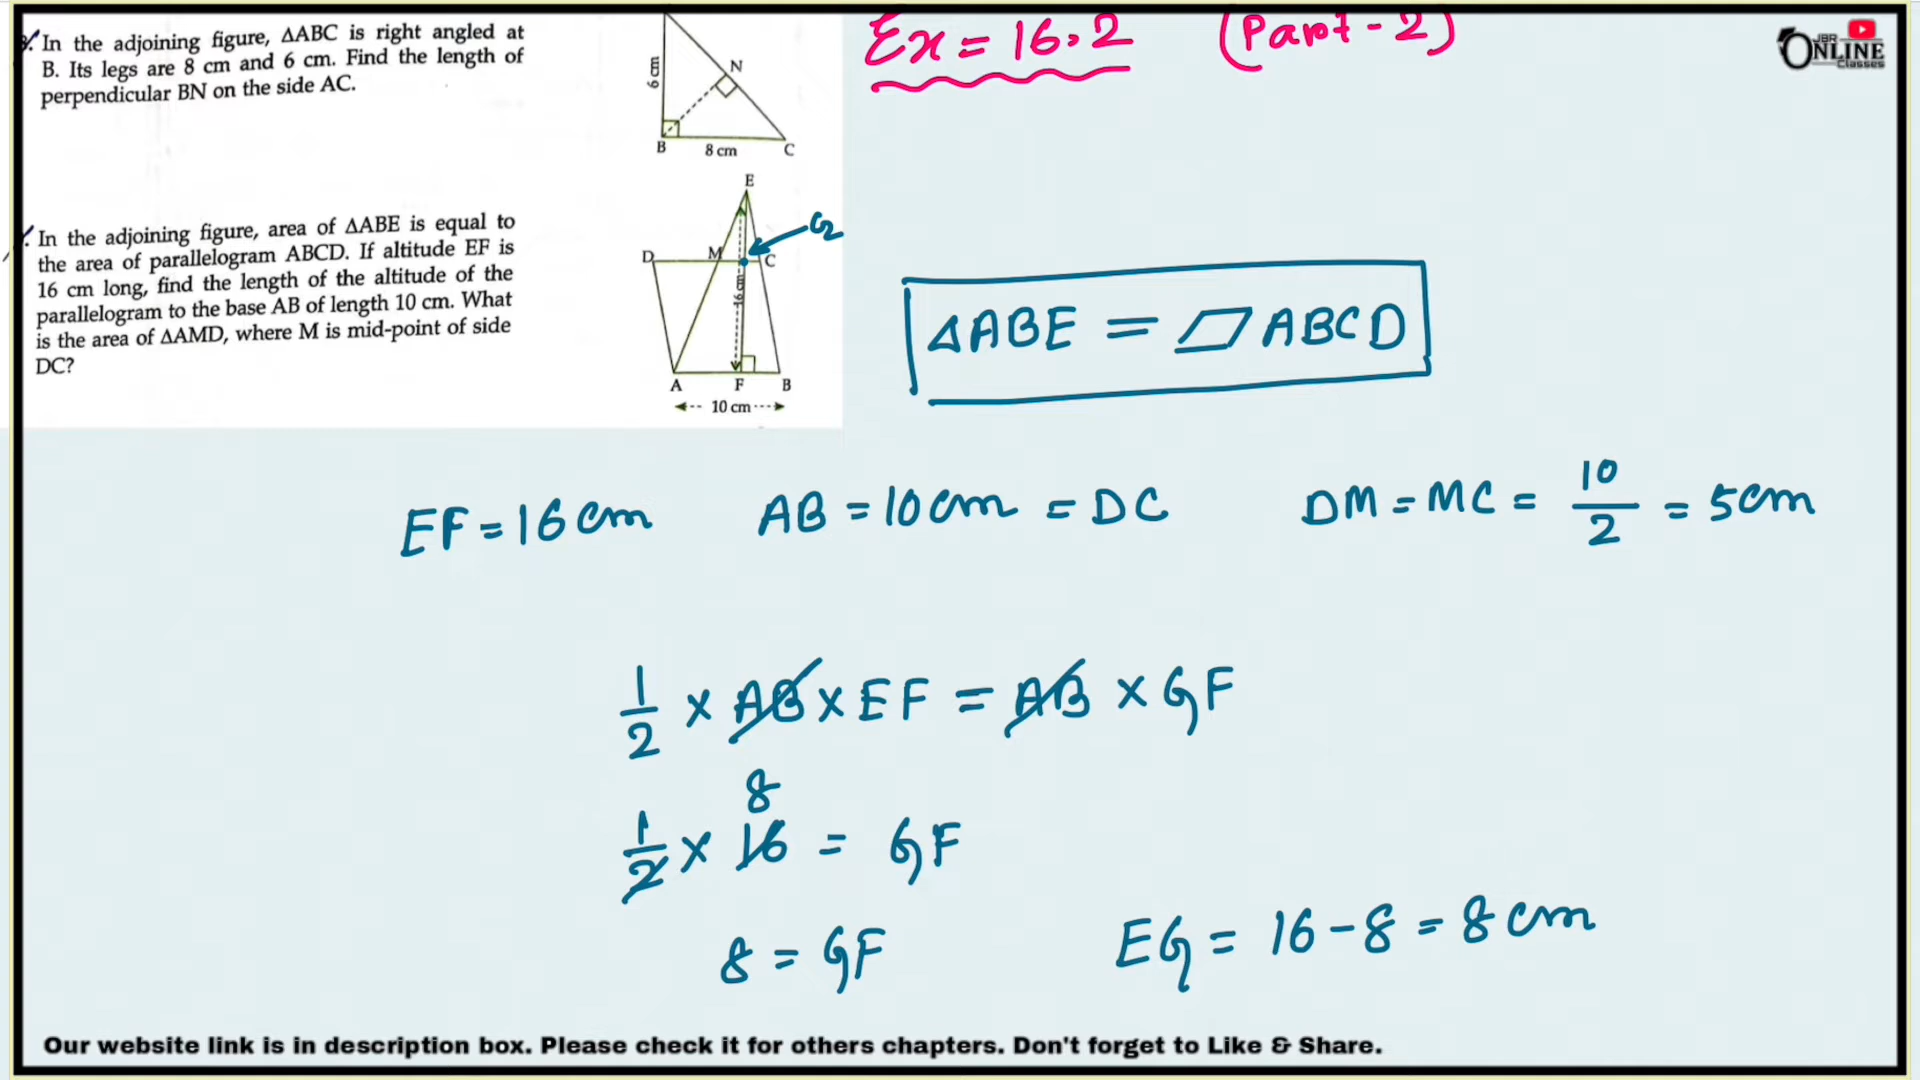 Ex = 16.2 (Part - 2)
JBR
ONLINE
Classes
In the adjoining figure, ΔABC is right angled at
B. Its legs are 8 cm and 6 cm. Find the length of
perpendicular BN on the side AC.
6 cm
N
B
8 cm
C
In the adjoining figure, area of ΔABE is equal to
the area of parallelogram ABCD. If altitude EF is
16 cm long, find the length of the altitude of the
parallelogram to the base AB of length 10 cm. What
is the area of ΔAMD, where M is mid-point of side
DC?
E
G
D M C
16 cm
A F B
10 cm
ΔABE = ▱ABCD
EF = 16 cm AB = 10 cm = DC DM = MC = 10/2 = 5 cm
1/2 × AB × EF = AB × GF
8
1/2 × 16 = GF
8 = GF EG = 16 - 8 = 8 cm
Our website link is in description box. Please check it for others chapters. Don't forget to Like & Share.